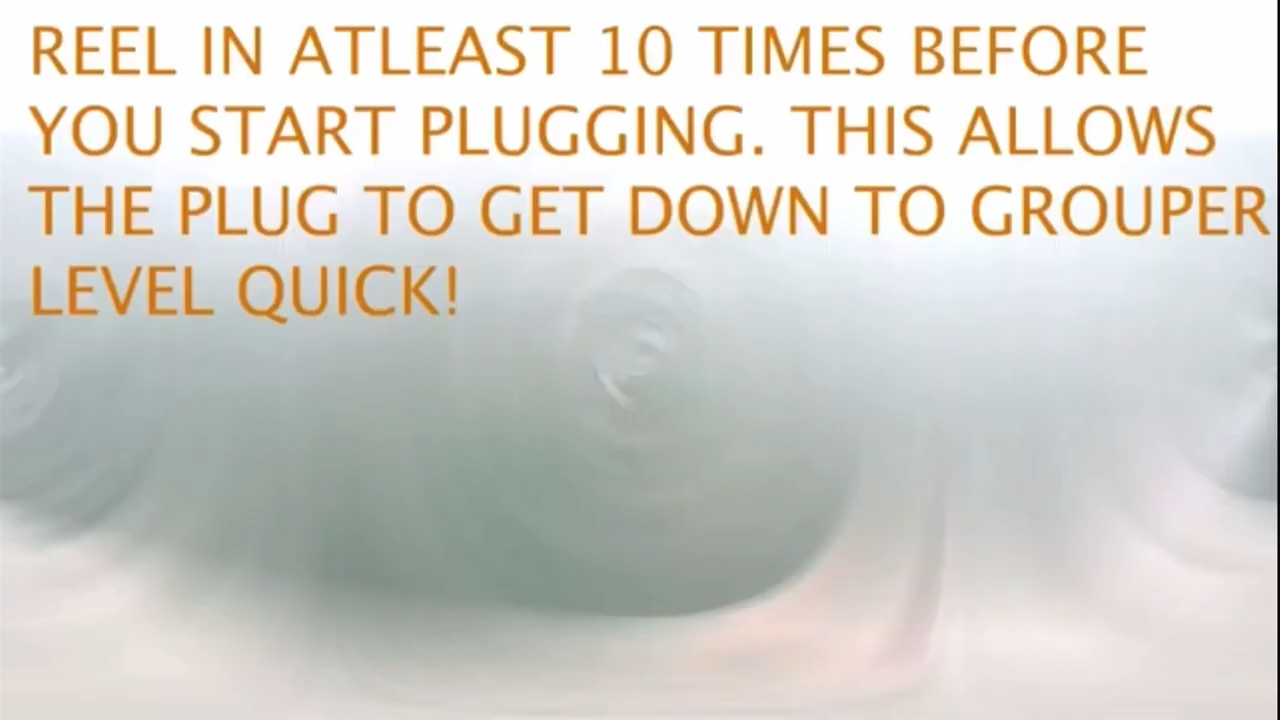 REEL IN ATLEAST 10 TIMES BEFORE
YOU START PLUGGING. THIS ALLOWS
THE PLUG TO GET DOWN TO GROUPER
LEVEL QUICK!